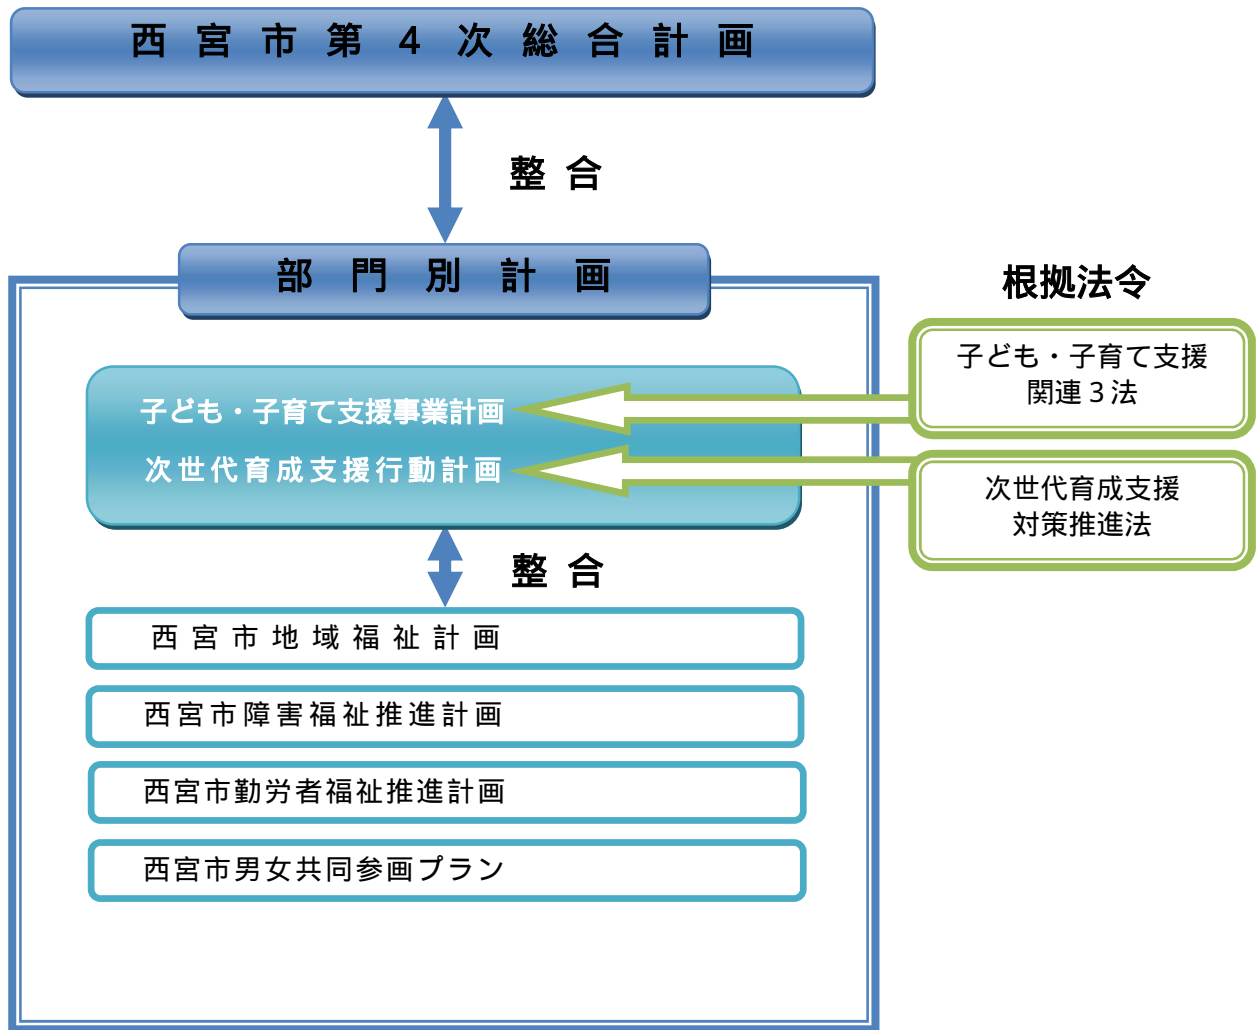 西宮市第４次総合計画
整合
部門別計画
根拠法令
子ども・子育て支援
関連３法
子ども・子育て支援事業計画
次世代育成支援行動計画
次世代育成支援
対策推進法
整合
西宮市地域福祉計画
西宮市障害福祉推進計画
西宮市勤労者福祉推進計画
西宮市男女共同参画プラン